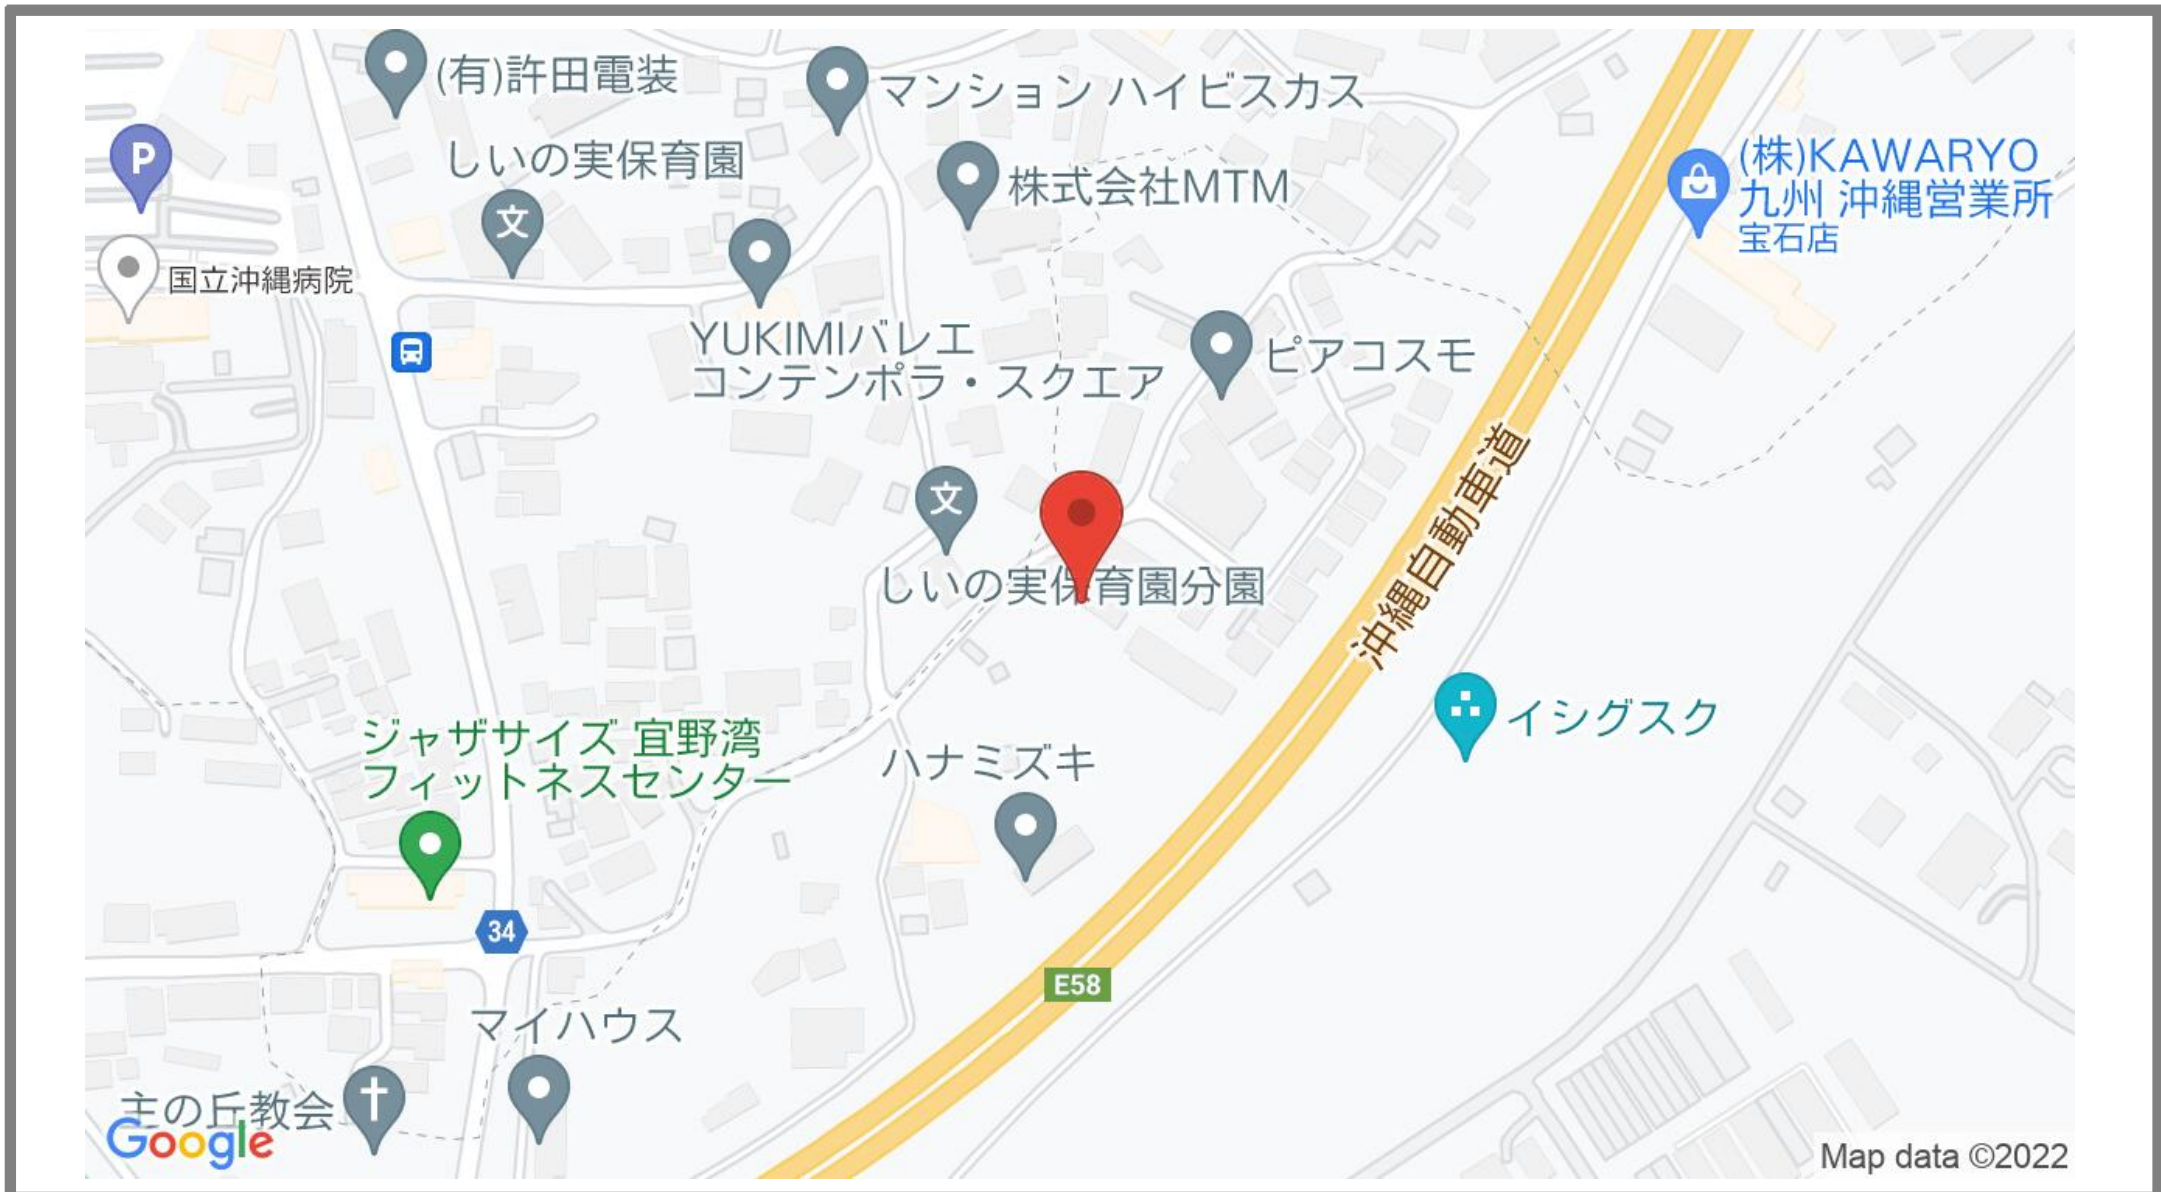 (有)許田電装
マンション ハイビスカス
P
しいの実保育園
文
株式会社MTM
(株)KAWARYO
九州 沖縄営業所
宝石店
国立沖縄病院
YUKIMIバレエ
コンテンポラ・スクエア
ピアコスモ
文
しいの実保育園分園
沖縄自動車道
イシグスク
ジャザサイズ 宜野湾
フィットネスセンター
ハナミズキ
34
E58
マイハウス
主の丘教会
Google
Map data ©2022